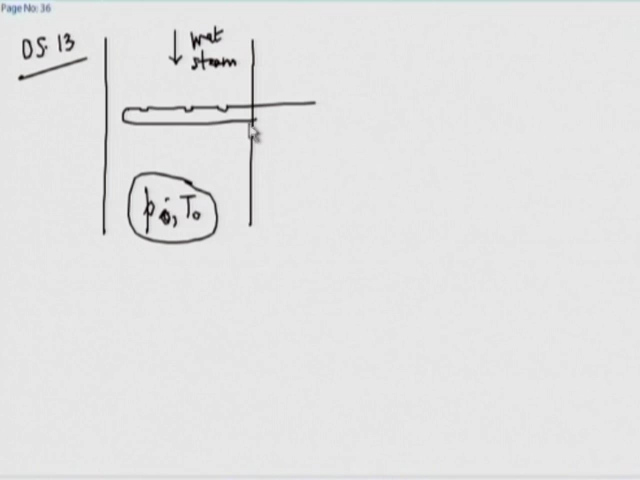 Page No: 36
DS. 13
wet
steam
p₀, T₀